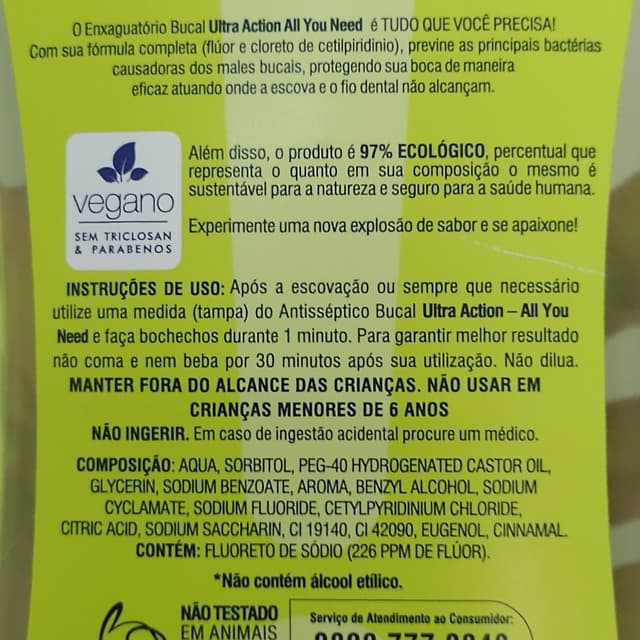 O Enxaguatório Bucal Ultra Action All You Need é TUDO QUE VOCÊ PRECISA!
Com sua fórmula completa (flúor e cloreto de cetilpiridinio), previne as principais bactérias
causadoras dos males bucais, protegendo sua boca de maneira
eficaz atuando onde a escova e o fio dental não alcançam.
vegano
SEM TRICLOSAN
& PARABENOS
Além disso, o produto é 97% ECOLÓGICO, percentual que
representa o quanto em sua composição o mesmo é
sustentável para a natureza e seguro para a saúde humana.
Experimente uma nova explosão de sabor e se apaixone!
INSTRUÇÕES DE USO: Após a escovação ou sempre que necessário
utilize uma medida (tampa) do Antisséptico Bucal Ultra Action – All You
Need e faça bochechos durante 1 minuto. Para garantir melhor resultado
não coma e nem beba por 30 minutos após sua utilização. Não dilua.
MANTER FORA DO ALCANCE DAS CRIANÇAS. NÃO USAR EM
CRIANÇAS MENORES DE 6 ANOS
NÃO INGERIR. Em caso de ingestão acidental procure um médico.
COMPOSIÇÃO: AQUA, SORBITOL, PEG-40 HYDROGENATED CASTOR OIL,
GLYCERIN, SODIUM BENZOATE, AROMA, BENZYL ALCOHOL, SODIUM
CYCLAMATE, SODIUM FLUORIDE, CETYLPYRIDINIUM CHLORIDE,
CITRIC ACID, SODIUM SACCHARIN, CI 19140, CI 42090, EUGENOL, CINNAMAL.
CONTÉM: FLUORETO DE SÓDIO (226 PPM DE FLÚOR).
*Não contém álcool etílico.
NÃO TESTADO
EM ANIMAIS
Serviço de Atendimento ao Consumidor: